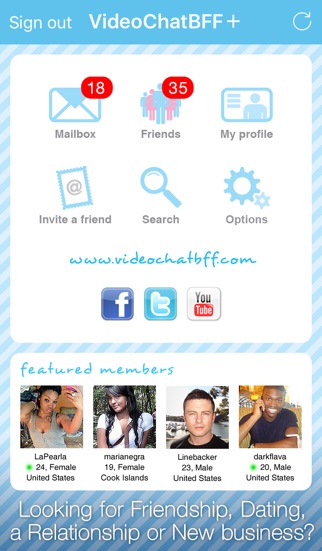 Sign out VideoChatBFF+
18 35
Mailbox Friends My profile
@
Invite a friend Search Options
www.videochatbff.com
f t You Tube
featured members
LaPearla marianegra Linebacker darkflava
24, Female 19, Female 23, Male 20, Male
United States Cook Islands United States United States
Looking for Friendship, Dating,
a Relationship or New business?